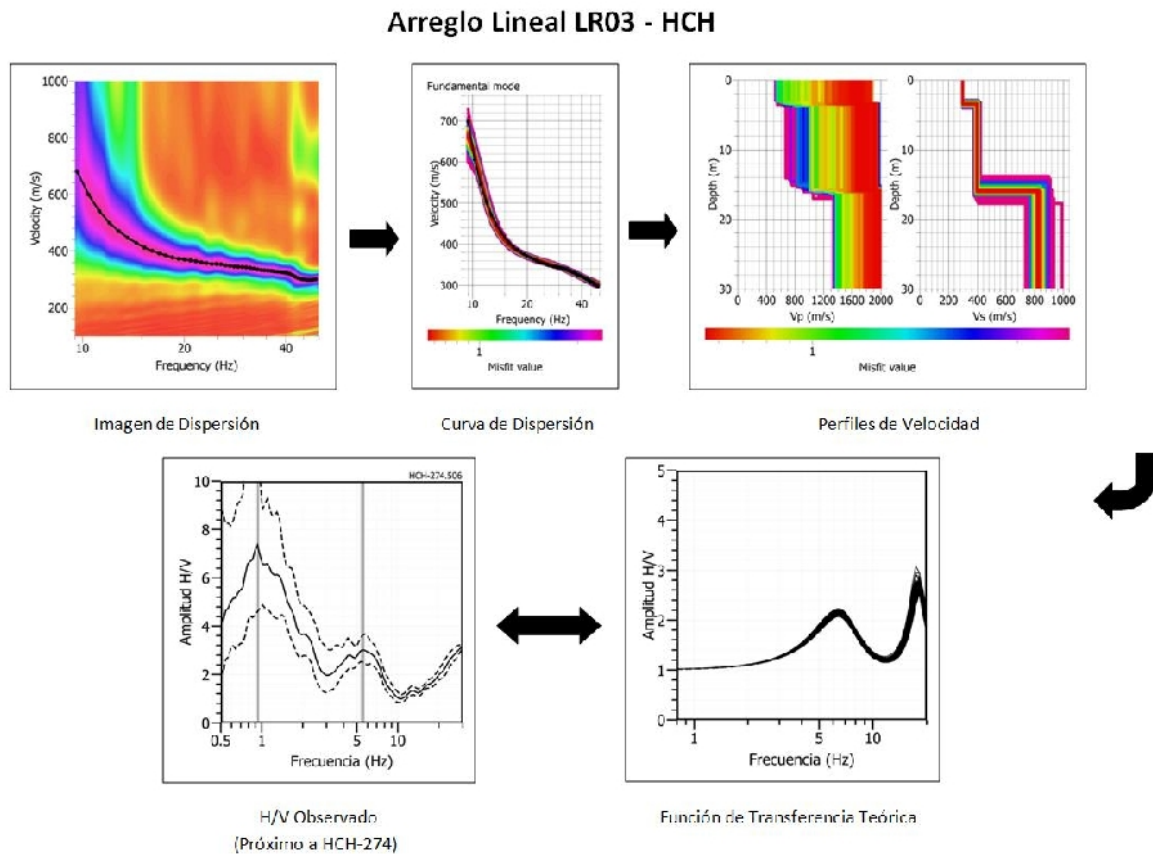 Arreglo Lineal LR03 - HCH
1000
800
600
400
200
Velocity (m/s)
10
20
40
Frequency (Hz)
Imagen de Dispersión
Fundamental mode
700
600
400
300
Velocity (m/s)
10
20
40
Frequency (Hz)
1
Misfit value
Curva de Dispersión
0
10
20
30
Depth (m)
0
400
800
1200
1600
2000
Vp (m/s)
0
10
20
30
Depth (m)
0
400
600
800
1000
Vs (m/s)
1
Misfit value
Perfiles de Velocidad
HCH-274.506
10
8
6
4
2
0
Amplitud H/V
0.5
1
5
10
Frecuencia (Hz)
H/V Observado
(Próximo a HCH-274)
5
4
3
2
1
0
Amplitud H/V
1
5
10
Frecuencia (Hz)
Función de Transferencia Teórica